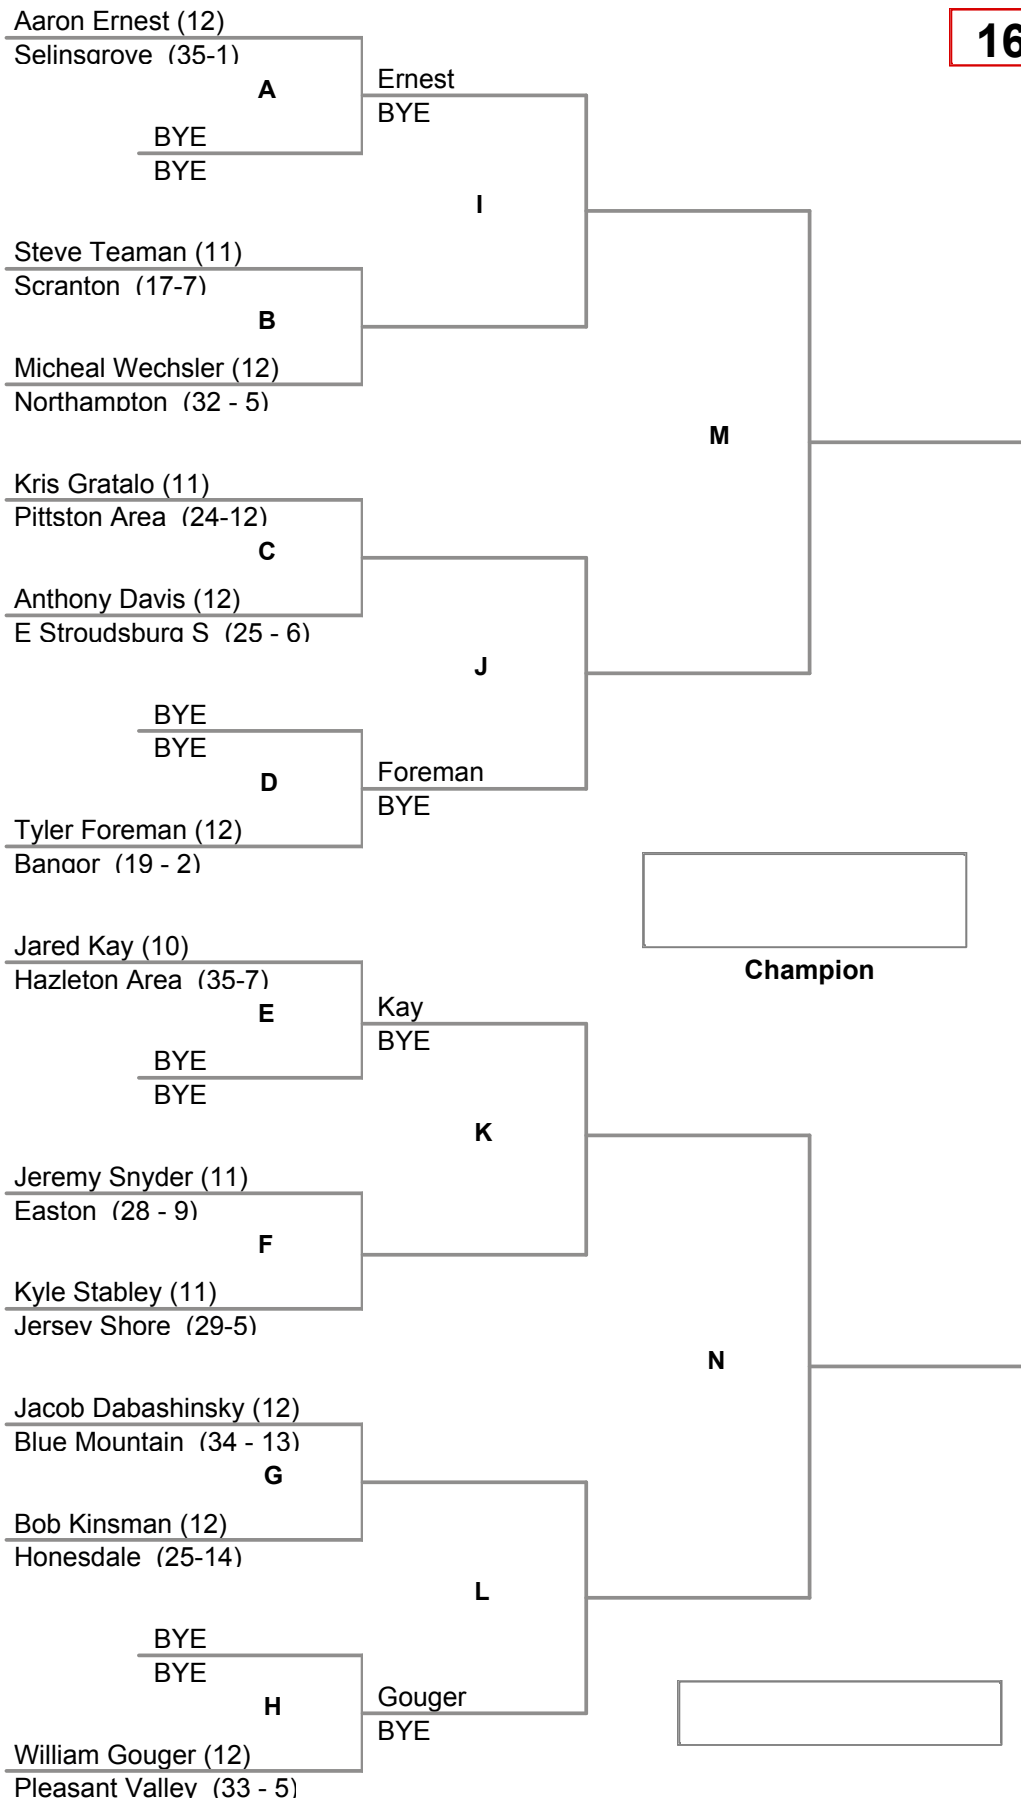 Aaron Ernest (12)
16
Selinsgrove (35-1)
A
Ernest
BYE
BYE
BYE
I
Steve Teaman (11)
Scranton (17-7)
B
Micheal Wechsler (12)
Northampton (32 - 5)
M
Kris Gratalo (11)
Pittston Area (24-12)
C
Anthony Davis (12)
E Stroudsburg S (25 - 6)
J
BYE
BYE
D
Foreman
BYE
Tyler Foreman (12)
Bangor (19 - 2)
Jared Kay (10)
Hazleton Area (35-7)
Champion
E
Kay
BYE
BYE
BYE
K
Jeremy Snyder (11)
Easton (28 - 9)
F
Kyle Stabley (11)
Jersey Shore (29-5)
N
Jacob Dabashinsky (12)
Blue Mountain (34 - 13)
G
Bob Kinsman (12)
Honesdale (25-14)
L
BYE
BYE
H
Gouger
BYE
William Gouger (12)
Pleasant Valley (33 - 5)